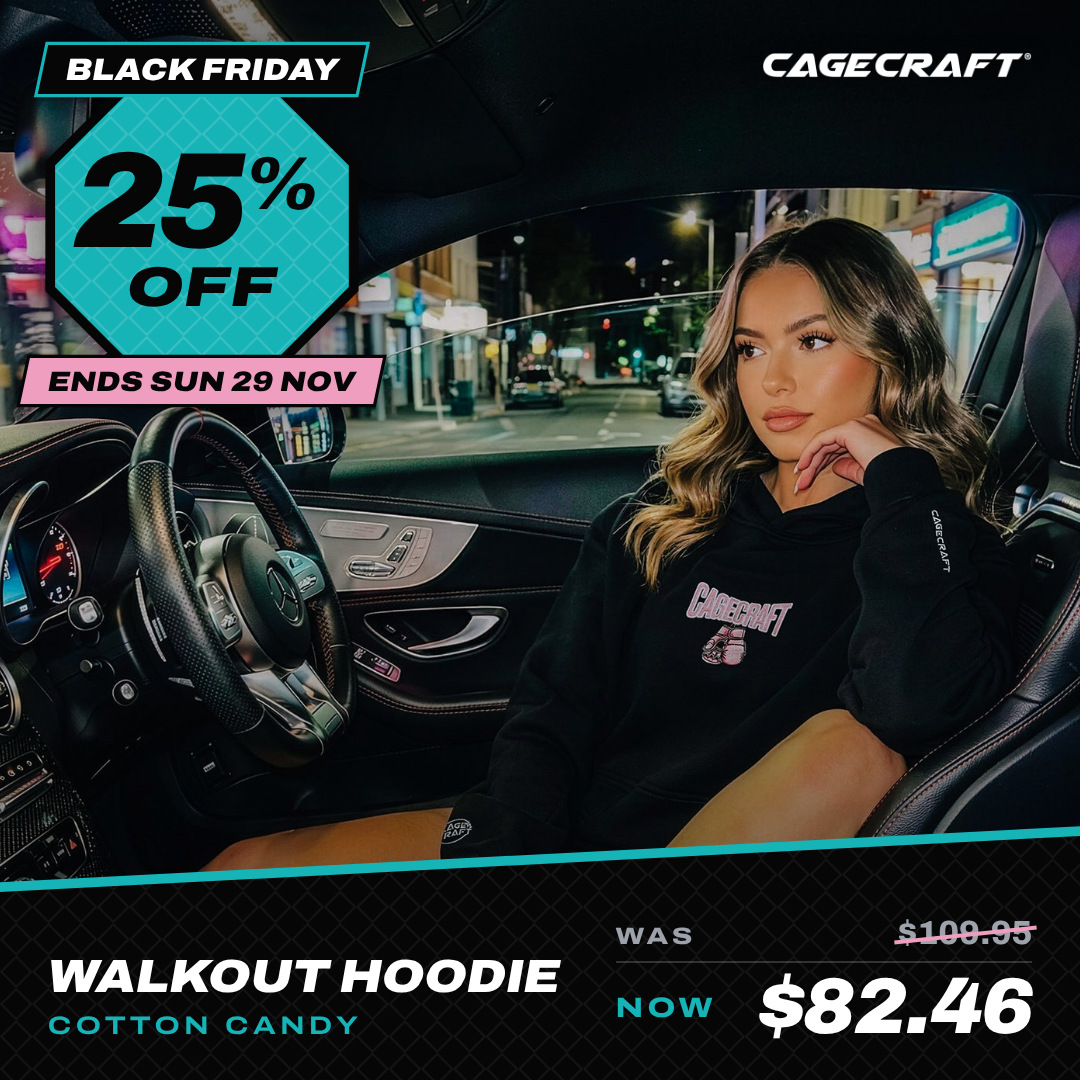 BLACK FRIDAY
CAGECRAFT®
25%
OFF
ENDS SUN 29 NOV
CAGECRAFT
CAGECRAFT
WAS $109.95
WALKOUT HOODIE
NOW $82.46
COTTON CANDY